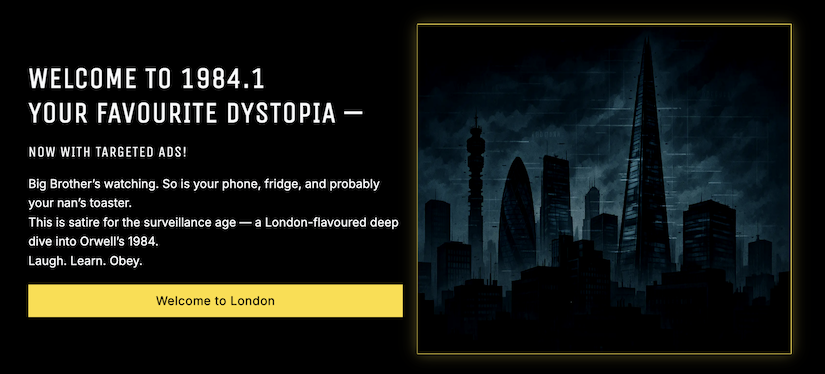 WELCOME TO 1984.1
YOUR FAVOURITE DYSTOPIA —
NOW WITH TARGETED ADS!
Big Brother’s watching. So is your phone, fridge, and probably
your nan’s toaster.
This is satire for the surveillance age — a London-flavoured deep
dive into Orwell’s 1984.
Laugh. Learn. Obey.
Welcome to London